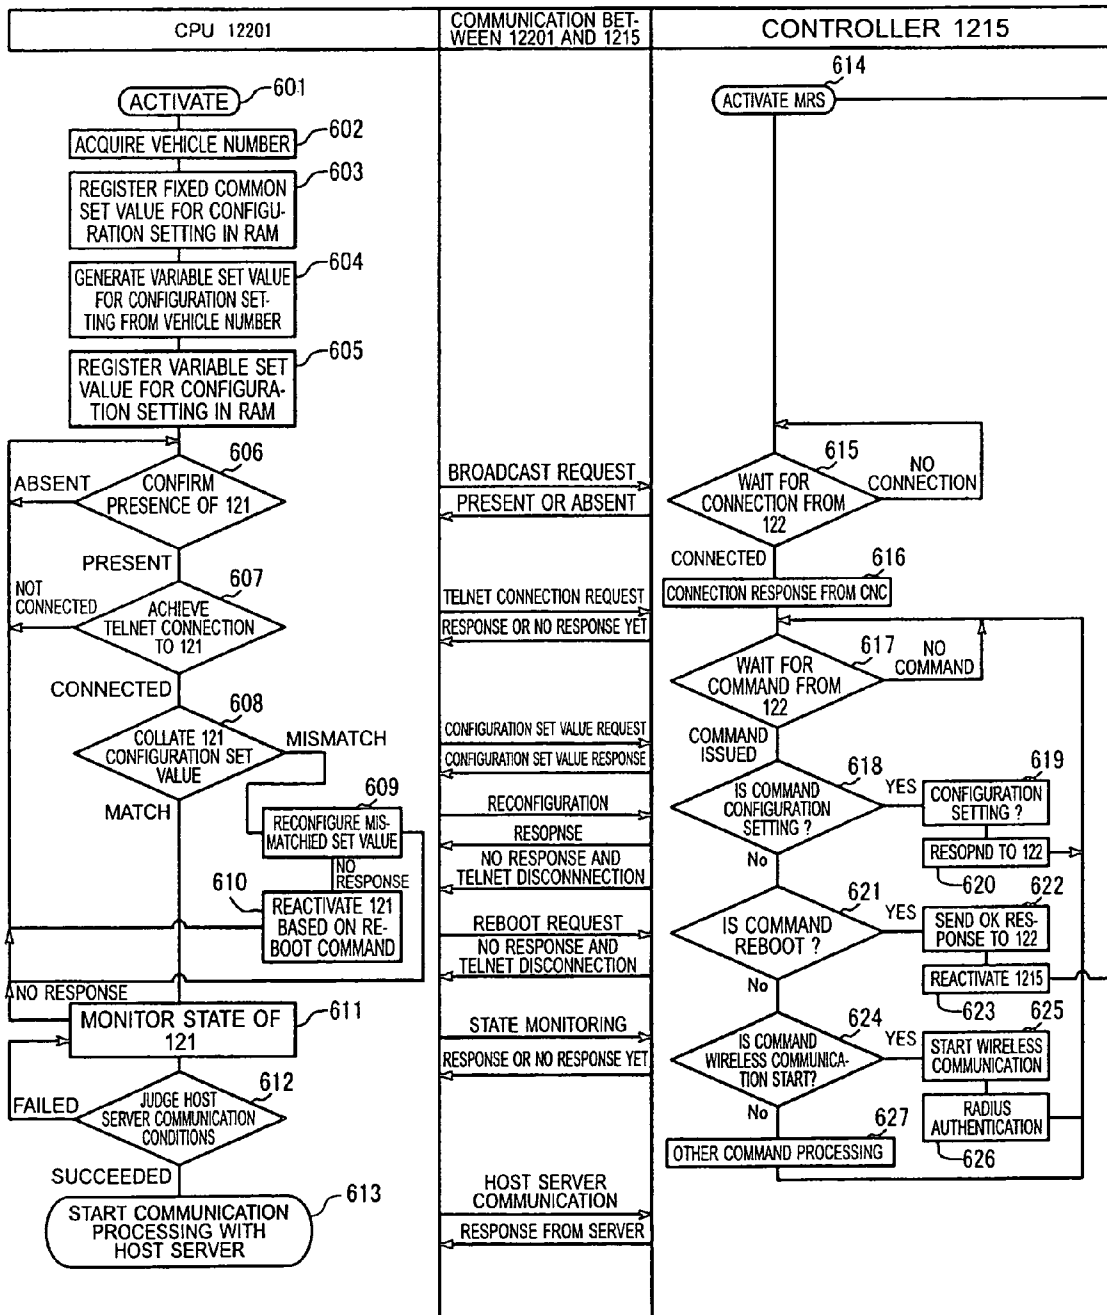 CPU 12201
COMMUNICATION BET-
WEEN 12201 AND 1215
CONTROLLER 1215
ACTIVATE
601
ACQUIRE VEHICLE NUMBER
602
REGISTER FIXED COMMON
SET VALUE FOR CONFIGU-
RATION SETTING IN RAM
603
GENERATE VARIABLE SET VALUE
FOR CONFIGURATION SET-
TING FROM VEHICLE NUMBER
604
REGISTER VARIABLE SET
VALUE FOR CONFIGURA-
TION SETTING IN RAM
605
606
ABSENT
CONFIRM
PRESENCE OF 121
PRESENT
607
NOT
CONNECTED
ACHIEVE
TELNET CONNECTION
TO 121
CONNECTED
608
COLLATE 121
CONFIGURATION SET
VALUE
MISMATCH
MATCH
609
RECONFIGURE MIS-
MATCHIED SET VALUE
NO
RESPONSE
610
REACTIVATE 121
BASED ON RE-
BOOT COMMAND
NO RESPONSE
MONITOR STATE OF
121
611
612
FAILED
JUDGE HOST
SERVER COMMUNICATION
CONDITIONS
SUCCEEDED
613
START COMMUNICATION
PROCESSING WITH
HOST SERVER
BROADCAST REQUEST
PRESENT OR ABSENT
TELNET CONNECTION REQUEST
RESPONSE OR NO RESPONSE YET
CONFIGURATION SET VALUE REQUEST
CONFIGURATION SET VALUE RESPONSE
RECONFIGURATION
RESOPNSE
NO RESPONSE AND
TELNET DISCONNNECTION
REBOOT REQUEST
NO RESPONSE AND
TELNET DISCONNECTION
STATE MONITORING
RESPONSE OR NO RESPONSE YET
HOST SERVER
COMMUNICATION
RESPONSE FROM SERVER
614
ACTIVATE MRS
615
WAIT FOR
CONNECTION FROM
122
NO
CONNECTION
CONNECTED
616
CONNECTION RESPONSE FROM CNC
617
WAIT FOR
COMMAND FROM
122
NO
COMMAND
COMMAND
ISSUED
618
IS COMMAND
CONFIGURATION
SETTING ?
YES
619
CONFIGURATION
SETTING ?
RESOPND TO 122
620
No
621
IS COMMAND
REBOOT ?
YES
622
SEND OK RE-
SPONSE TO 122
REACTIVATE 1215
623
No
624
IS COMMAND
WIRELESS COMMUNICA-
TION START?
YES
625
START WIRELESS
COMMUNICATION
RADIUS
AUTHENTICATION
626
No
627
OTHER COMMAND PROCESSING